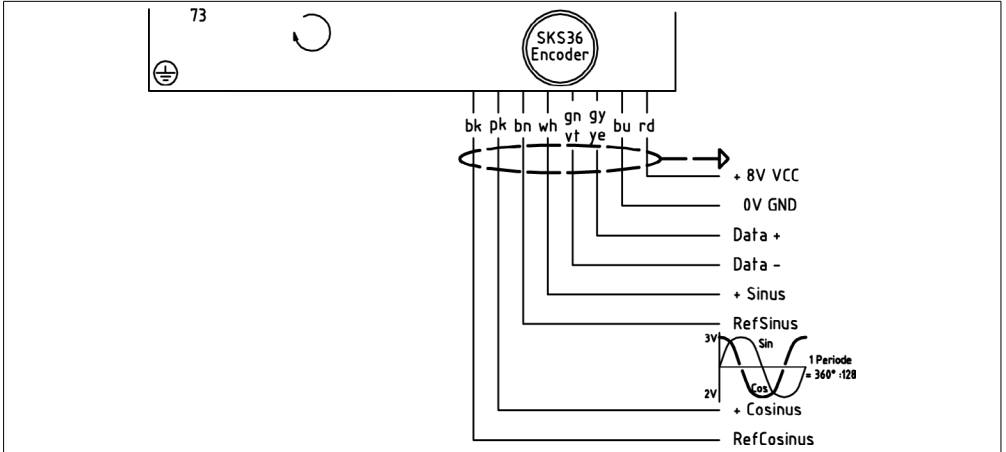 73
SKS36
Encoder
bk pk bn wh gn gy bu rd
vt ye
+ 8V VCC
0V GND
Data +
Data -
+ Sinus
RefSinus
3V
Sin
1 Periode
= 360° :128
Cos
2V
+ Cosinus
RefCosinus